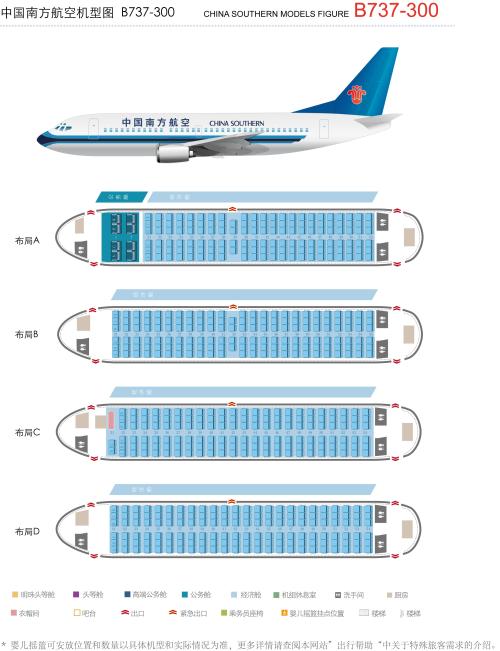 中国南方航空机型图 B737-300 CHINA SOUTHERN MODELS FIGURE B737-300
中国南方航空 CHINA SOUTHERN
公务舱 经济舱
布局A
经济舱
布局B
经济舱
布局C
经济舱
布局D
明珠头等舱 头等舱 高端公务舱 公务舱 经济舱 机组休息室 洗手间 厨房
衣帽间 吧台 出口 紧急出口 乘务员座椅 婴儿摇篮挂点位置 楼梯 楼梯
* 婴儿摇篮可安放位置和数量以具体机型和实际情况为准，更多详情请查阅本网站“出行帮助”中关于特殊旅客需求的介绍。